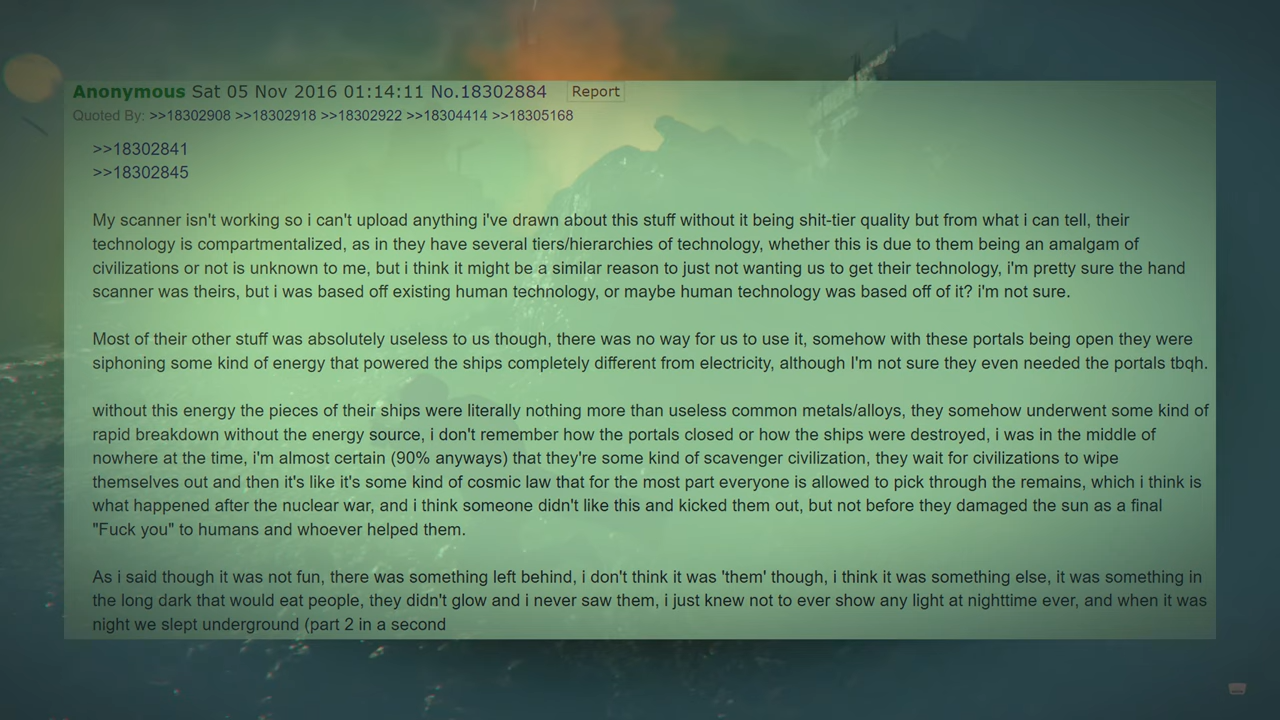 Anonymous Sat 05 Nov 2016 01:14:11 No.18302884 Report
Quoted By: >>18302908 >>18302918 >>18302922 >>18304414 >>18305168
>>18302841
>>18302845
My scanner isn't working so i can't upload anything i've drawn about this stuff without it being shit-tier quality but from what i can tell, their
technology is compartmentalized, as in they have several tiers/hierarchies of technology, whether this is due to them being an amalgam of
civilizations or not is unknown to me, but i think it might be a similar reason to just not wanting us to get their technology, i'm pretty sure the hand
scanner was theirs, but i was based off existing human technology, or maybe human technology was based off of it? i'm not sure.
Most of their other stuff was absolutely useless to us though, there was no way for us to use it, somehow with these portals being open they were
siphoning some kind of energy that powered the ships completely different from electricity, although I'm not sure they even needed the portals tbqh.
without this energy the pieces of their ships were literally nothing more than useless common metals/alloys, they somehow underwent some kind of
rapid breakdown without the energy source, i don't remember how the portals closed or how the ships were destroyed, i was in the middle of
nowhere at the time, i'm almost certain (90% anyways) that they're some kind of scavenger civilization, they wait for civilizations to wipe
themselves out and then it's like it's some kind of cosmic law that for the most part everyone is allowed to pick through the remains, which i think is
what happened after the nuclear war, and i think someone didn't like this and kicked them out, but not before they damaged the sun as a final
"Fuck you" to humans and whoever helped them.
As i said though it was not fun, there was something left behind, i don't think it was 'them' though, i think it was something else, it was something in
the long dark that would eat people, they didn't glow and i never saw them, i just knew not to ever show any light at nighttime ever, and when it was
night we slept underground (part 2 in a second